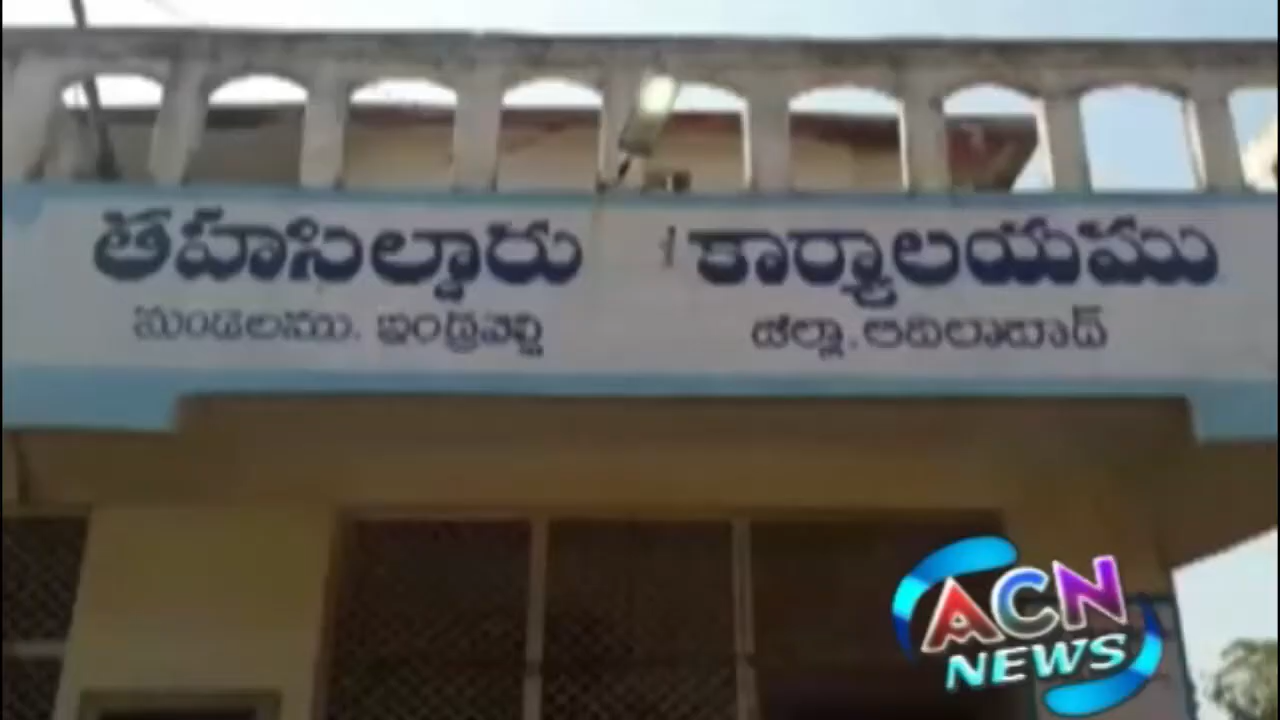 తహసిల్దారు కార్యాలయము
మండలము. ఇంద్రవెల్లి జిల్లా. ఆదిలాబాద్
ACN
NEWS